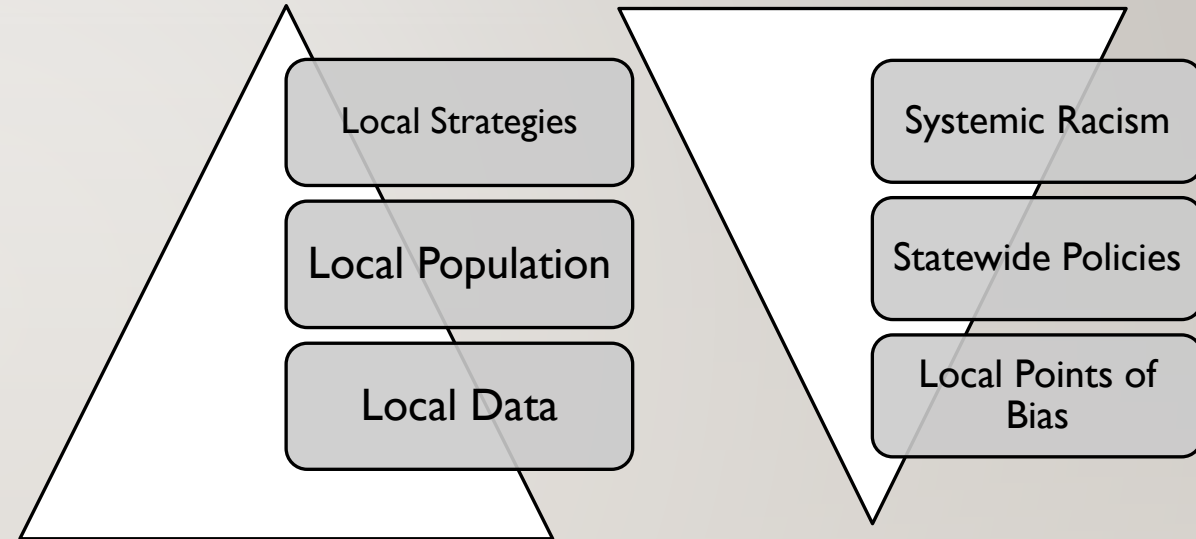 Local Strategies
Local Population
Local Data
Systemic Racism
Statewide Policies
Local Points of
Bias